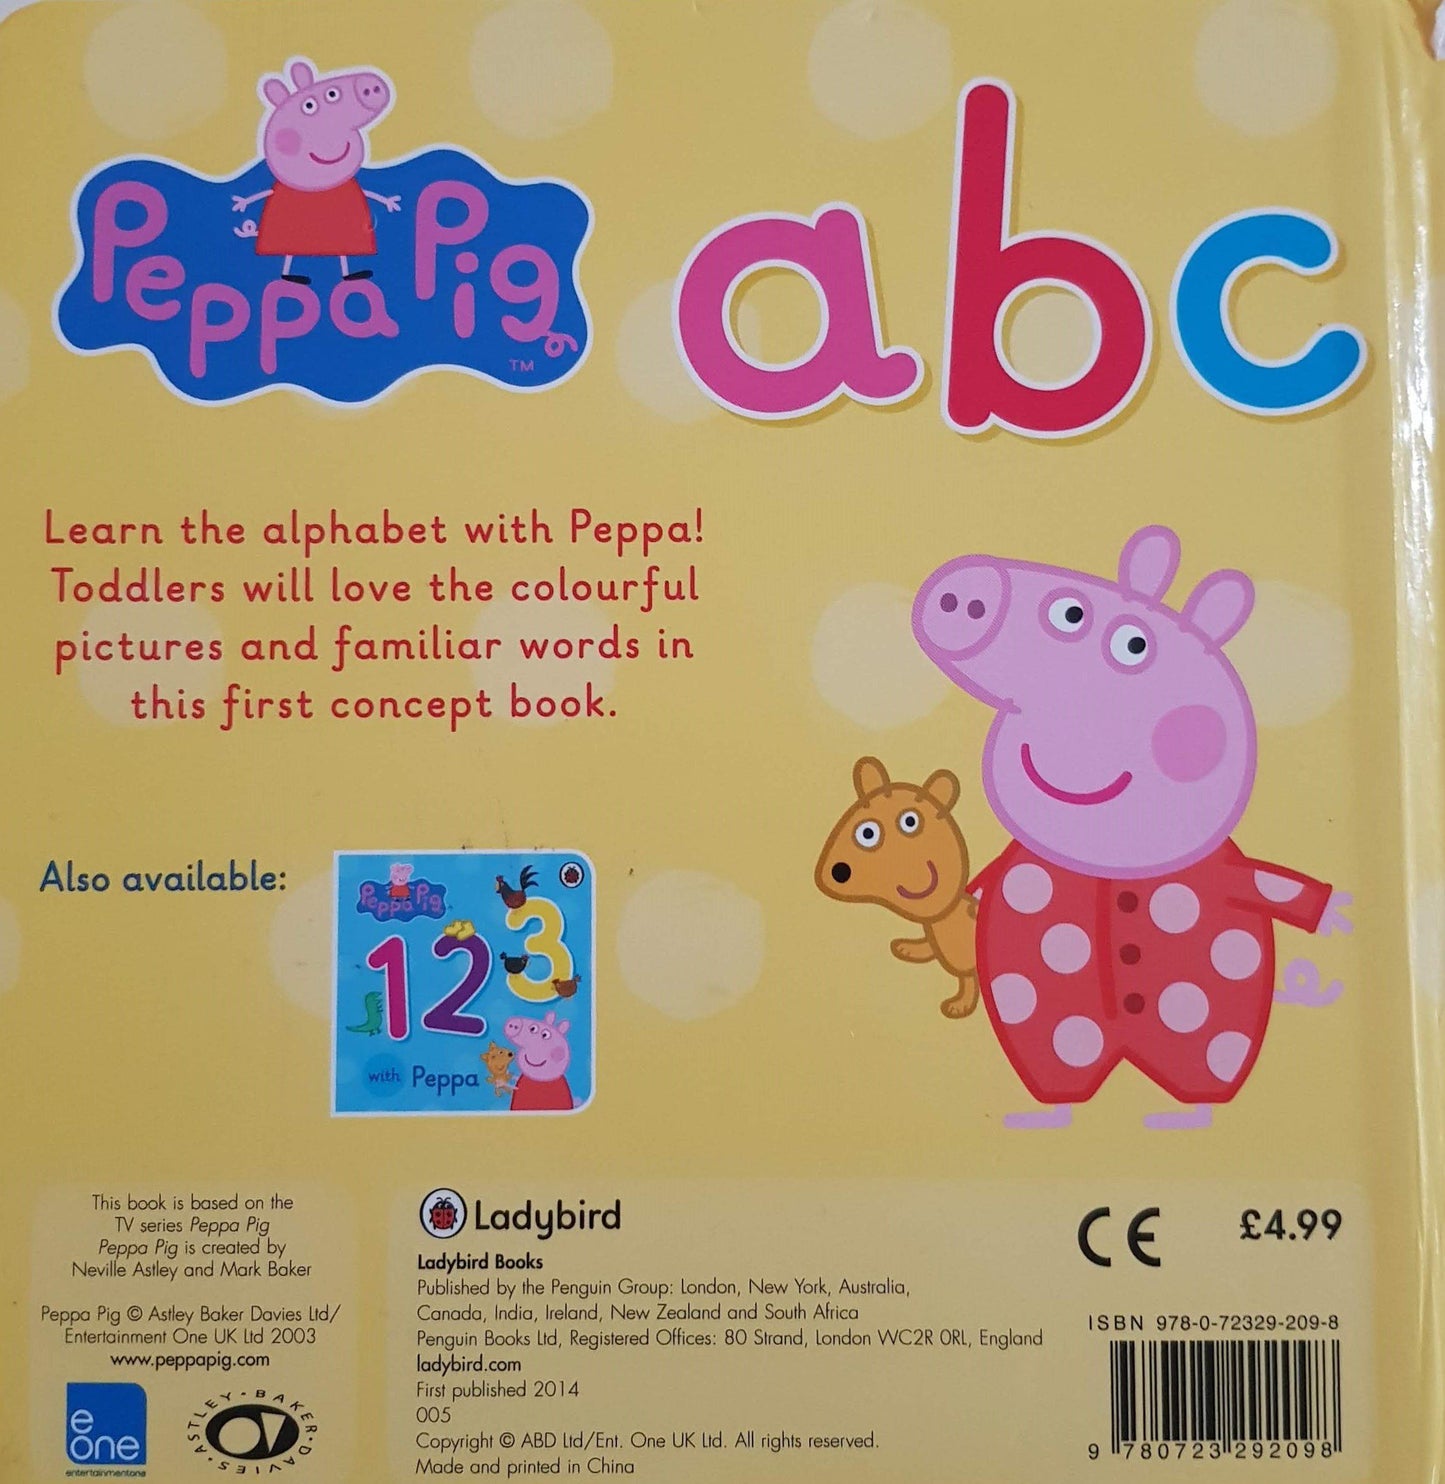 Peppa Pig
TM
abc
Learn the alphabet with Peppa!
Toddlers will love the colourful
pictures and familiar words in
this first concept book.
Also available:
Peppa Pig
123
with Peppa
This book is based on the
TV series Peppa Pig
Peppa Pig is created by
Neville Astley and Mark Baker
Peppa Pig © Astley Baker Davies Ltd/
Entertainment One UK Ltd 2003
www.peppapig.com
e
one
entertainmentone
ASTLEY·BAKER·DAVIES·
Ladybird
Ladybird Books
Published by the Penguin Group: London, New York, Australia,
Canada, India, Ireland, New Zealand and South Africa
Penguin Books Ltd, Registered Offices: 80 Strand, London WC2R 0RL, England
ladybird.com
First published 2014
005
Copyright © ABD Ltd/Ent. One UK Ltd. All rights reserved.
Made and printed in China
CE
£4.99
ISBN 978-0-72329-209-8
9 780723 292098